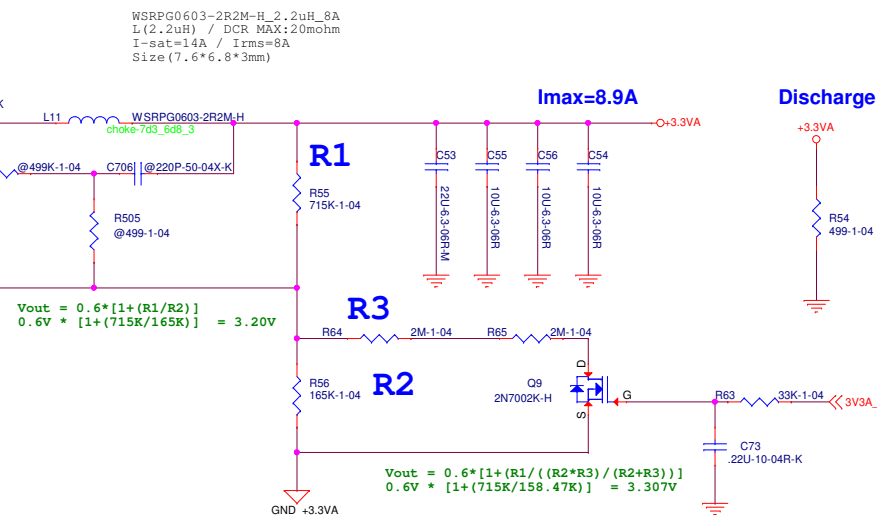 WSRPG0603-2R2M-H_2.2uH_8A
L(2.2uH) / DCR MAX:20mohm
I-sat=14A / Irms=8A
Size(7.6*6.8*3mm)
Imax=8.9A
Discharge
L11
WSRPG0603-2R2M-H
choke-7d3_6d8_3
+3.3VA
+3.3VA
@499K-1-04
C706
@220P-50-04X-K
R1
R55
715K-1-04
C53
22U-6.3-06R-M
C55
10U-6.3-06R
C56
10U-6.3-06R
C54
10U-6.3-06R
R505
@499-1-04
R54
499-1-04
Vout = 0.6*[1+(R1/R2)]
0.6V * [1+(715K/165K)] = 3.20V
R3
R64
2M-1-04
R65
2M-1-04
R56
165K-1-04
R2
Q9
2N7002K-H
D
G
S
R63
33K-1-04
3V3A_
C73
.22U-10-04R-K
Vout = 0.6*[1+(R1/((R2*R3)/(R2+R3))]
0.6V * [1+(715K/158.47K)] = 3.307V
GND_+3.3VA